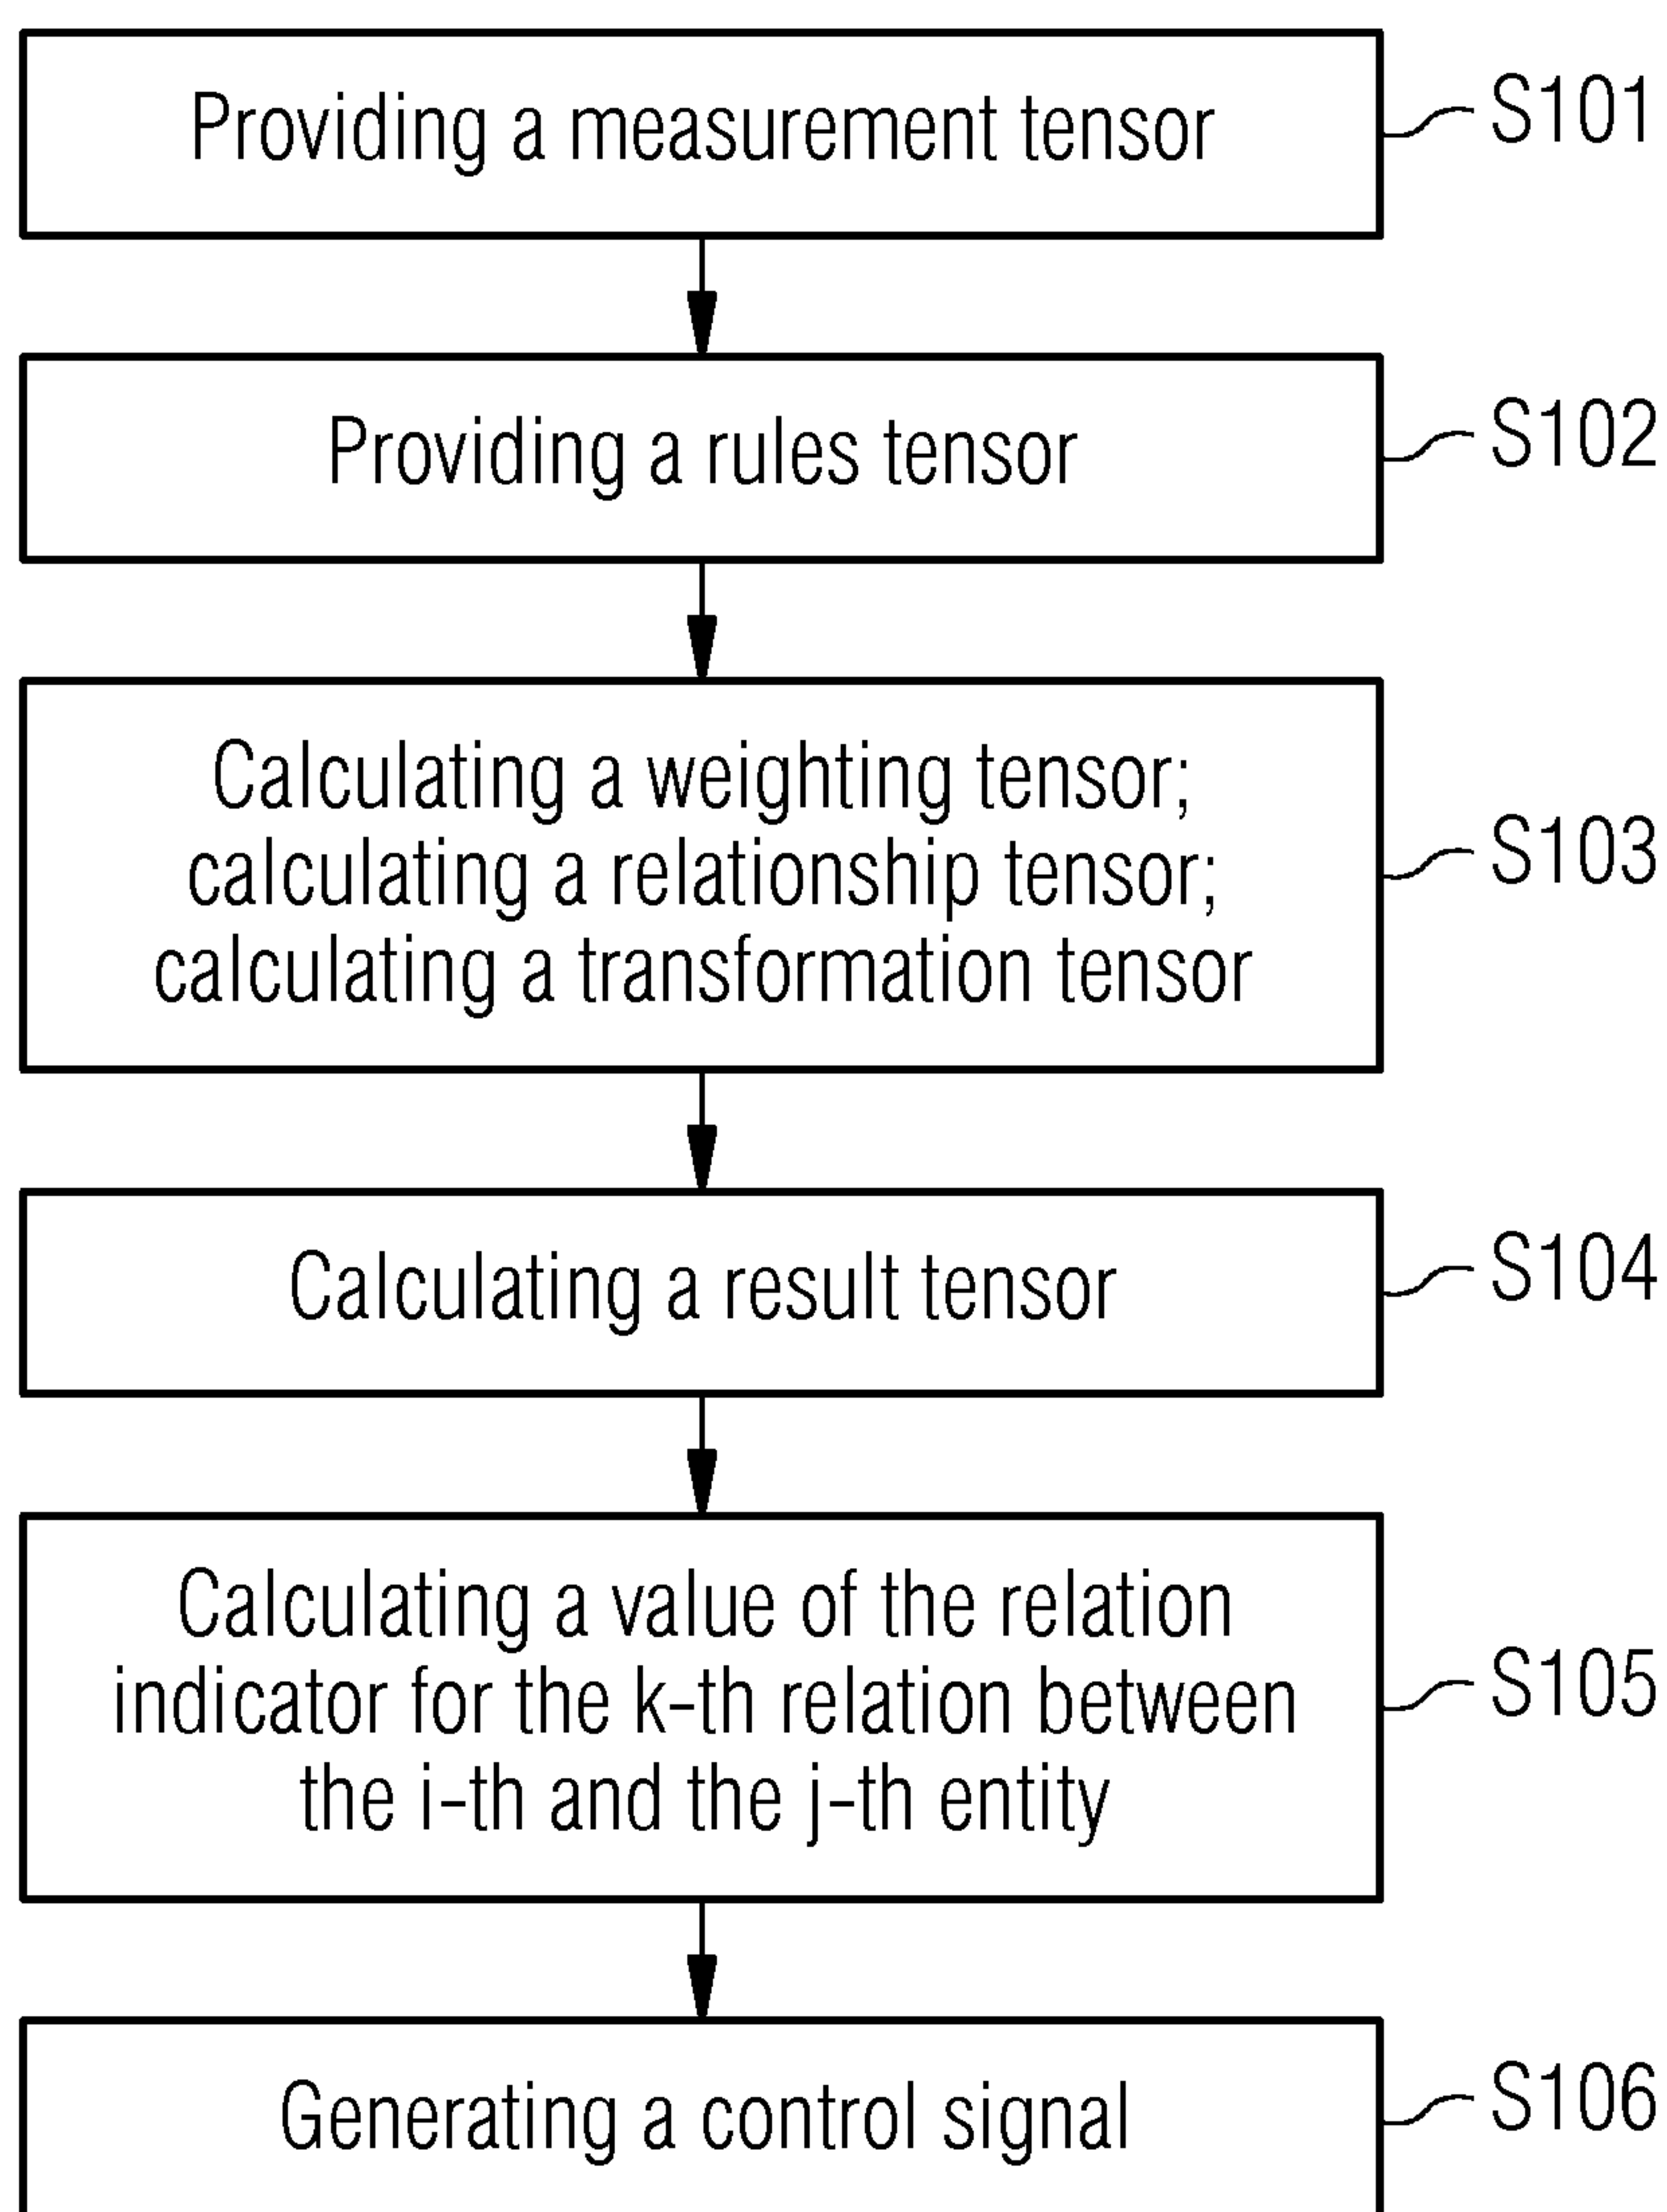 Providing a measurement tensor
S101
Providing a rules tensor
S102
Calculating a weighting tensor;
calculating a relationship tensor;
calculating a transformation tensor
S103
Calculating a result tensor
S104
Calculating a value of the relation
indicator for the k-th relation between
the i-th and the j-th entity
S105
Generating a control signal
S106